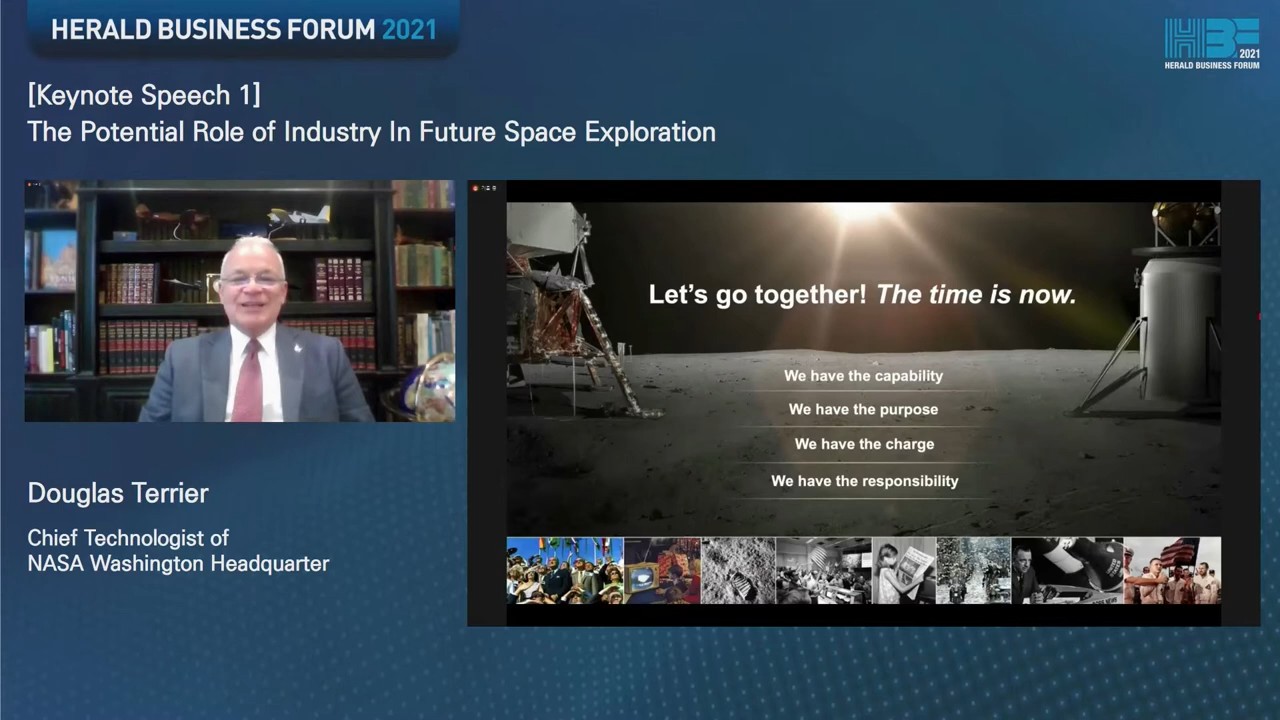 HERALD BUSINESS FORUM 2021
HBF
2021
HERALD BUSINESS FORUM
[Keynote Speech 1]
The Potential Role of Industry In Future Space Exploration
Let's go together! The time is now.
We have the capability
We have the purpose
We have the charge
We have the responsibility
Douglas Terrier
Chief Technologist of
NASA Washington Headquarter